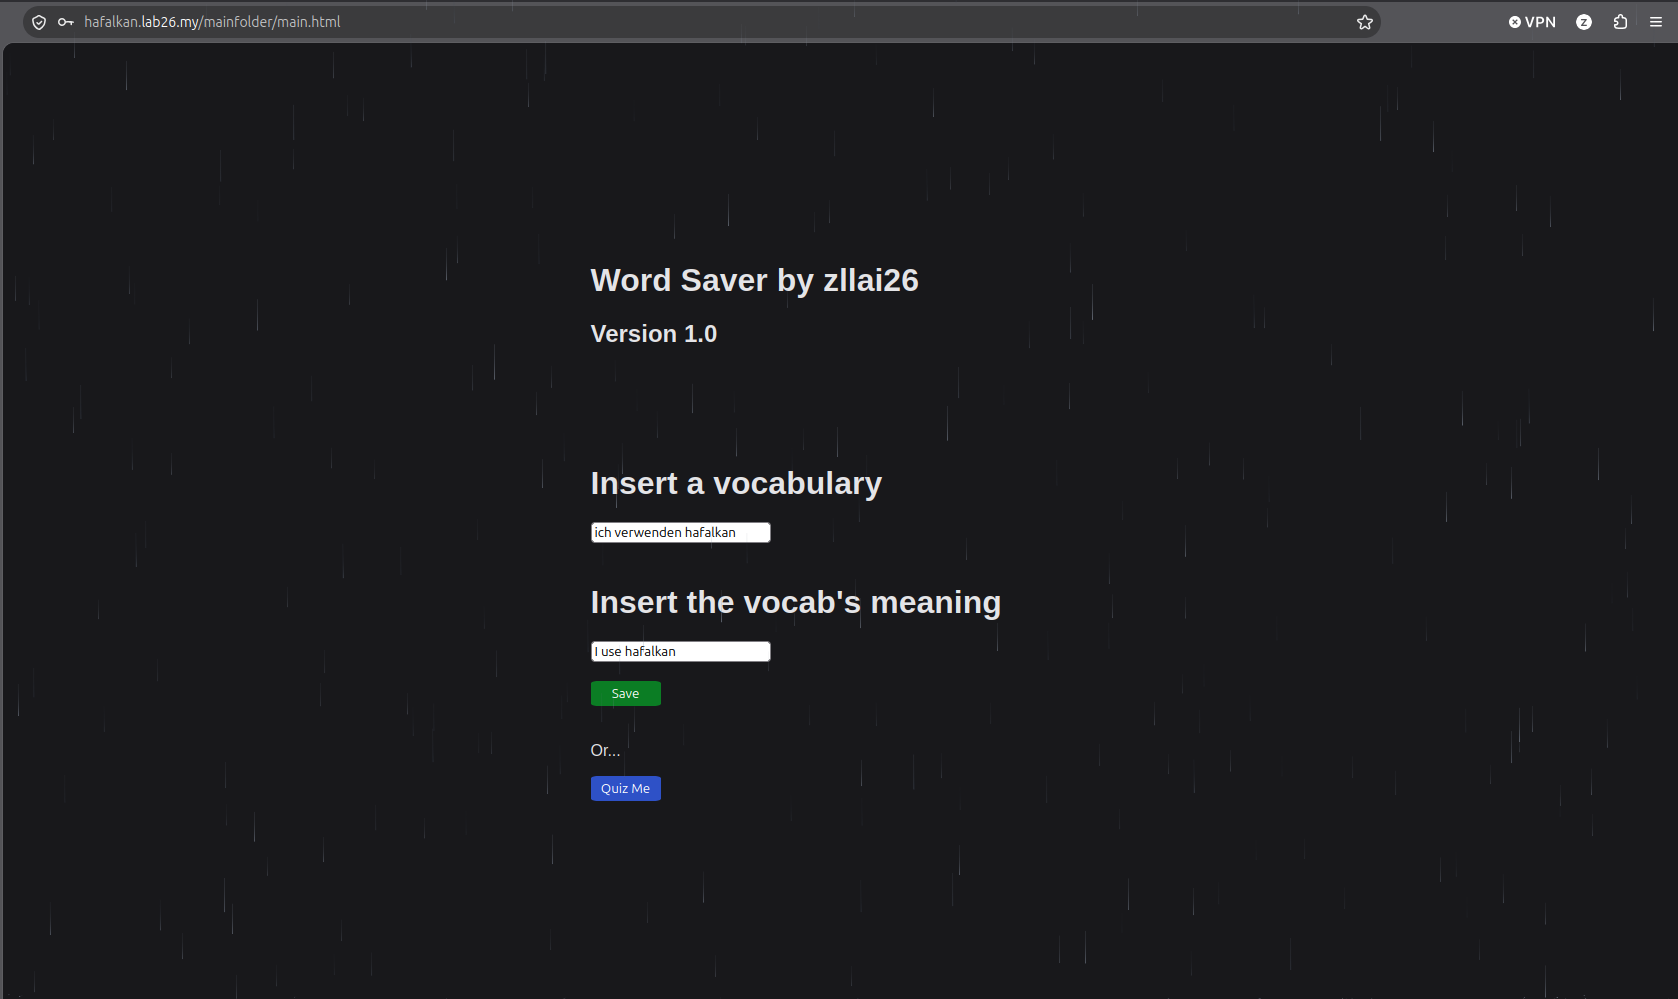 hafalkan.lab26.my/mainfolder/main.html
VPN
Z
Word Saver by zllai26
Version 1.0
Insert a vocabulary
ich verwenden hafalkan
Insert the vocab's meaning
I use hafalkan
Save
Or...
Quiz Me